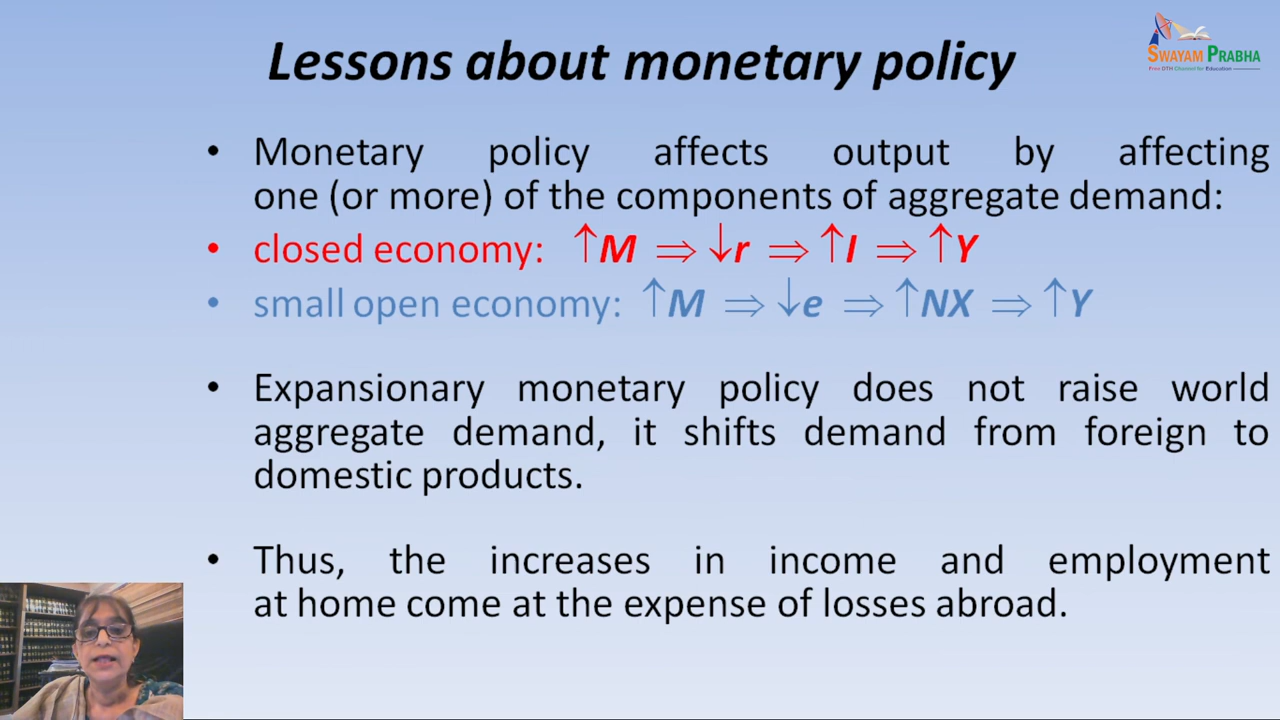 Lessons about monetary policy
SWAYAM PRABHA
Free DTH Channel for Education
• Monetary policy affects output by affecting
one (or more) of the components of aggregate demand:
• closed economy: ↑M ⇒ ↓r ⇒ ↑I ⇒ ↑Y
• small open economy: ↑M ⇒ ↓e ⇒ ↑NX ⇒ ↑Y
• Expansionary monetary policy does not raise world
aggregate demand, it shifts demand from foreign to
domestic products.
• Thus, the increases in income and employment
at home come at the expense of losses abroad.